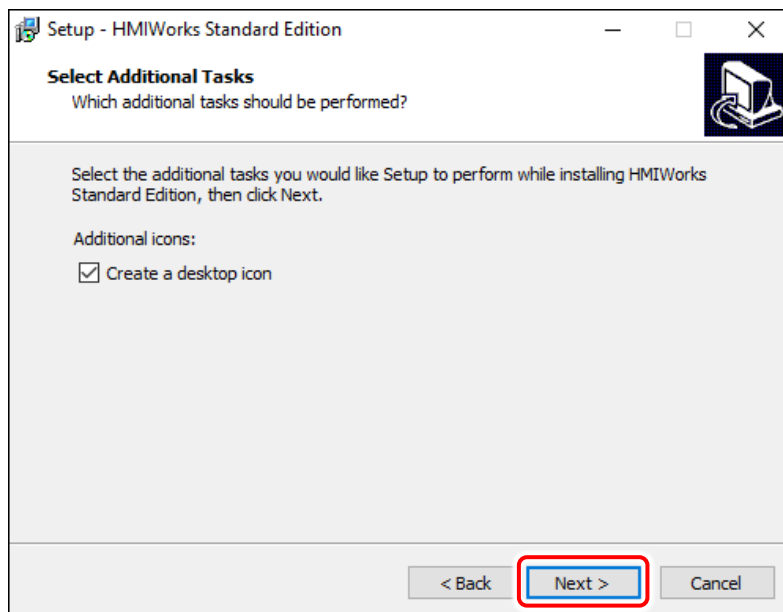 Setup - HMIWorks Standard Edition
Select Additional Tasks
Which additional tasks should be performed?
Select the additional tasks you would like Setup to perform while installing HMIWorks
Standard Edition, then click Next.
Additional icons:
Create a desktop icon
< Back Next > Cancel